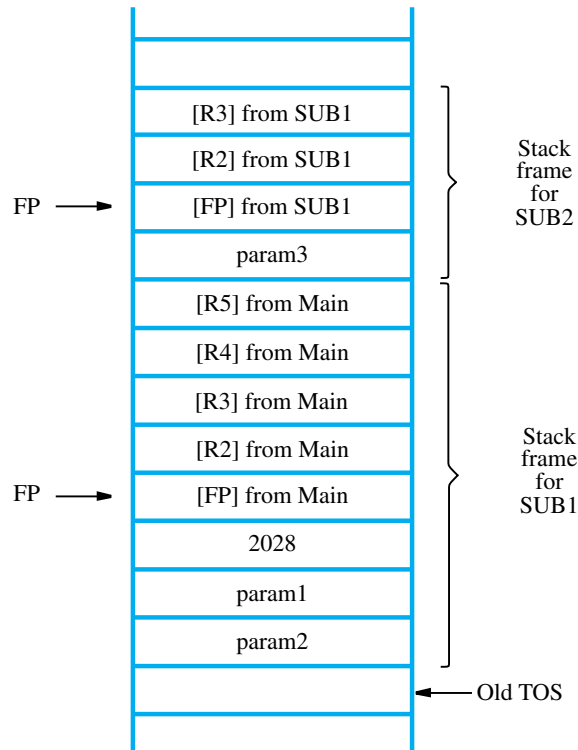 [R3] from SUB1
[R2] from SUB1
FP
[FP] from SUB1
param3
Stack
frame
for
SUB2
[R5] from Main
[R4] from Main
[R3] from Main
[R2] from Main
FP
[FP] from Main
2028
param1
param2
Stack
frame
for
SUB1
Old TOS